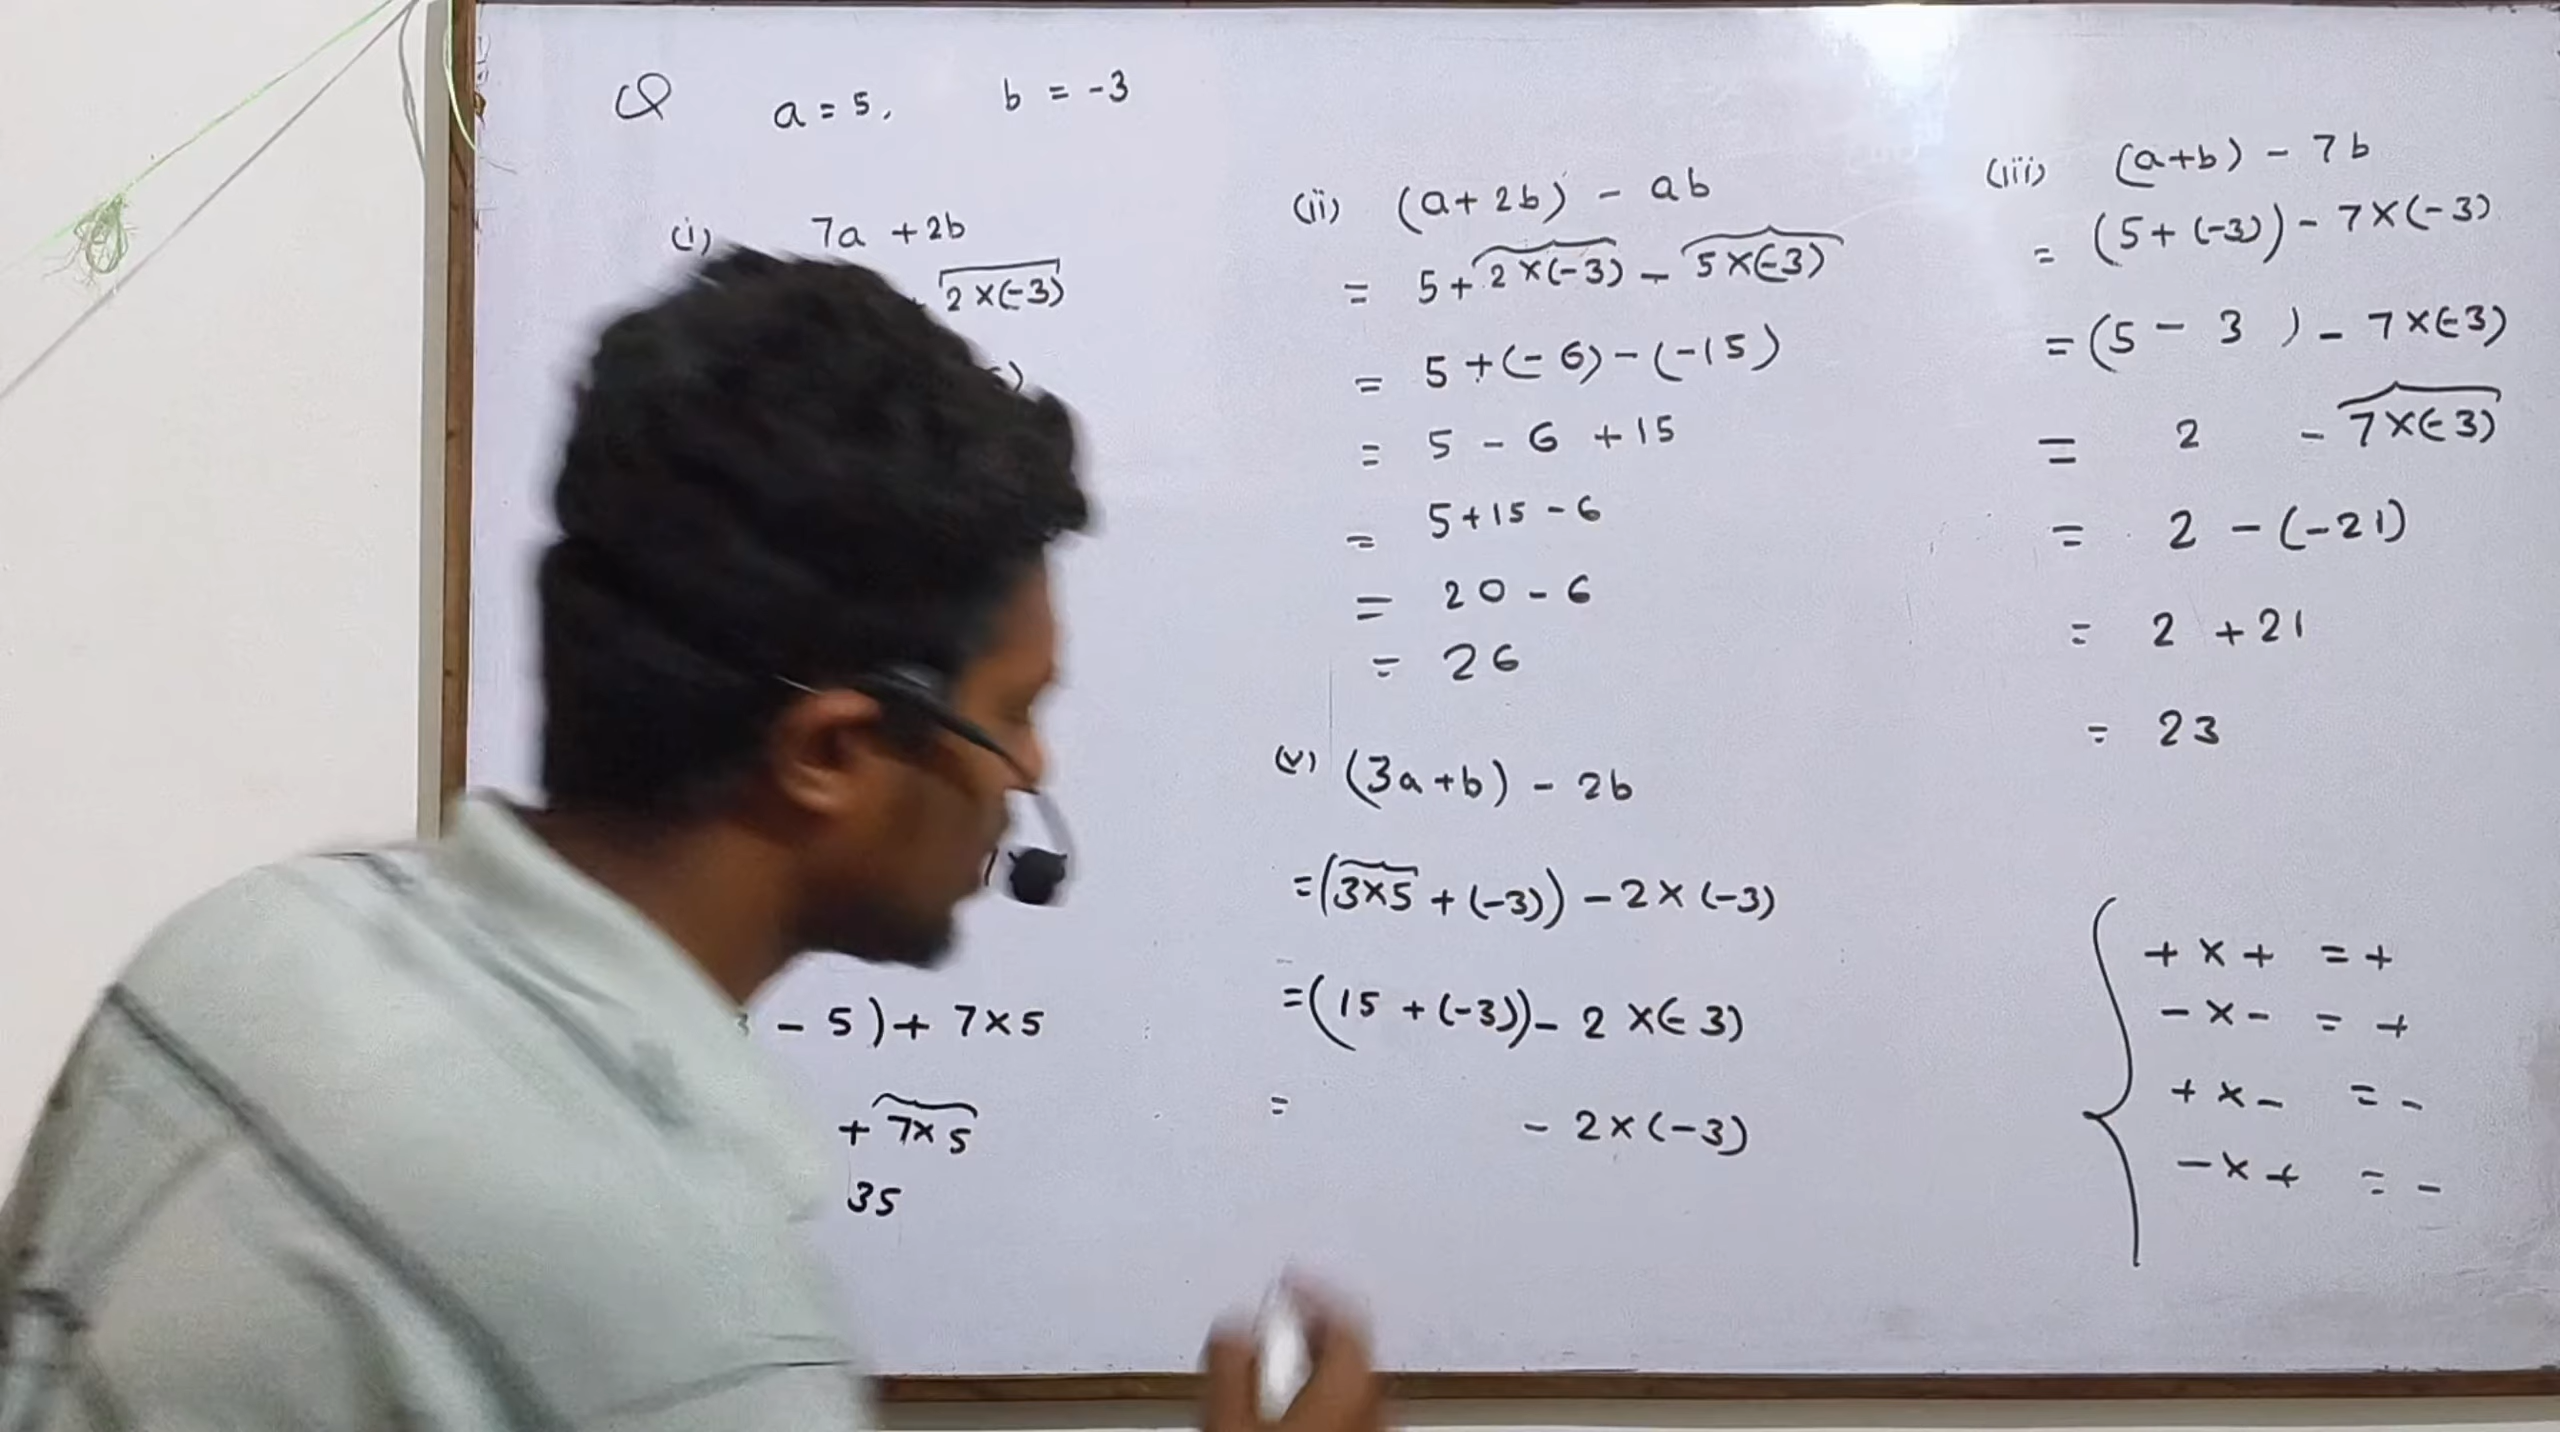 Q a = 5, b = -3
(i) 7a + 2b
2 × (-3)
- 5) + 7 × 5
+ 7 × 5
35
(ii) (a + 2b) - ab
= 5 + 2 × (-3) - 5 × (-3)
= 5 + (-6) - (-15)
= 5 - 6 + 15
= 5 + 15 - 6
= 20 - 6
= 26
(v) (3a + b) - 2b
= (3×5 + (-3)) - 2 × (-3)
= (15 + (-3)) - 2 × (-3)
= - 2 × (-3)
(iii) (a+b) - 7b
= (5 + (-3)) - 7 × (-3)
= (5 - 3) - 7 × (-3)
= 2 - 7 × (-3)
= 2 - (-21)
= 2 + 21
= 23
+ × + = +
- × - = +
+ × - = -
- × + = -